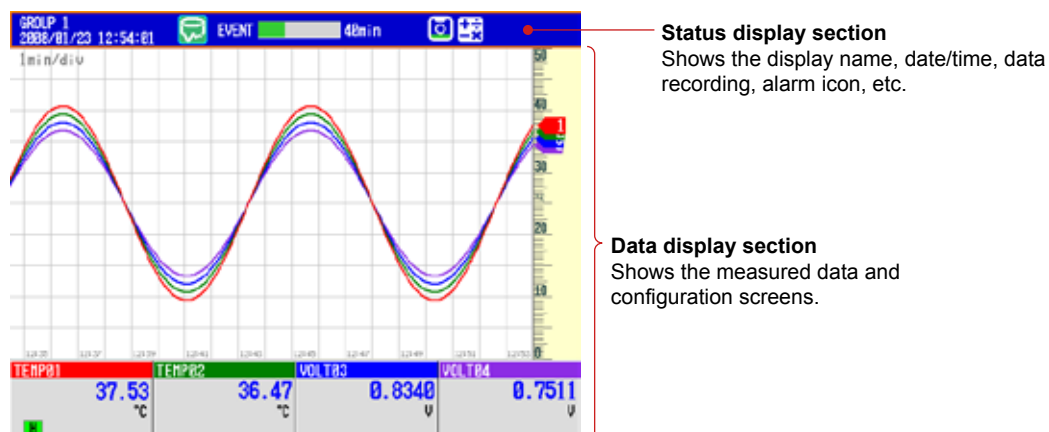 GROUP 1
2008/01/23 12:54:01
EVENT
40min
1min/div
50
40
30
20
10
0
1
TEMP01
37.53
°C
TEMP02
36.47
°C
VOLT03
0.8340
V
VOLT04
0.7511
V
H
Status display section
Shows the display name, date/time, data
recording, alarm icon, etc.
Data display section
Shows the measured data and
configuration screens.